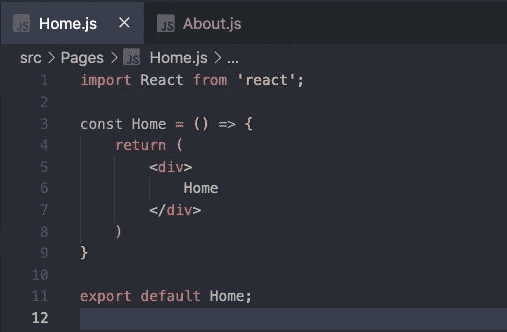 JS Home.js × JS About.js
src > Pages > JS Home.js > ...
1 import React from 'react';
2
3 const Home = () => {
4     return (
5         <div>
6             Home
7         </div>
8     )
9 }
10
11 export default Home;
12